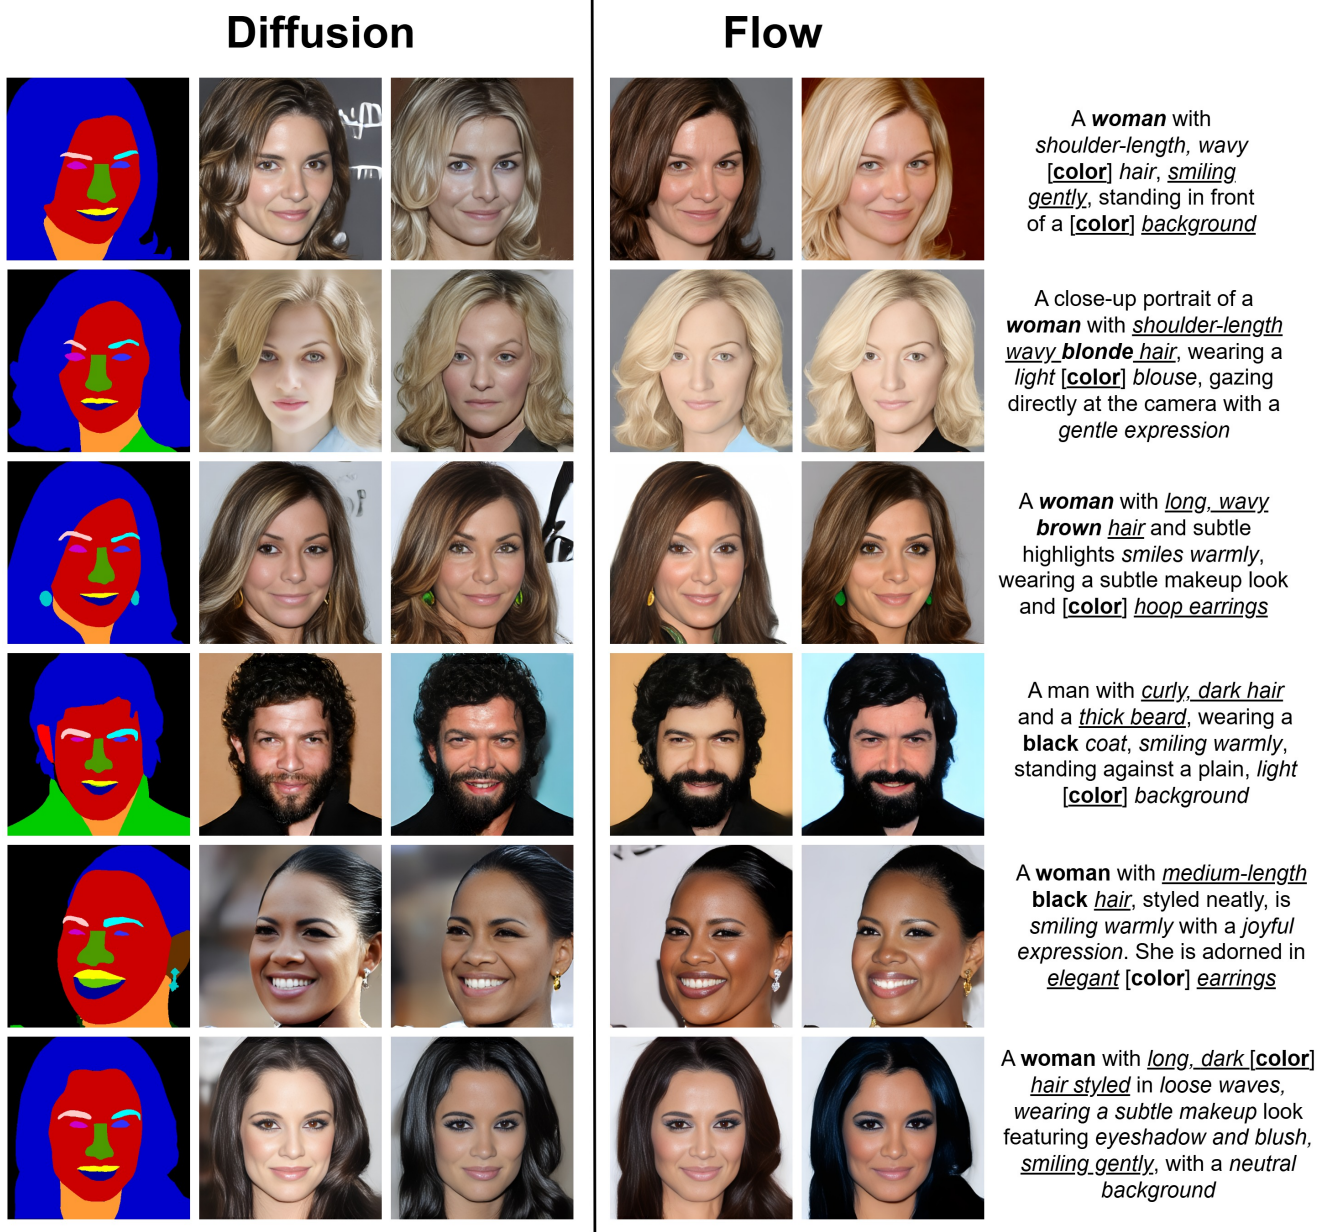 Diffusion
Flow
A woman with
shoulder-length, wavy
[color] hair, smiling
gently, standing in front
of a [color] background
A close-up portrait of a
woman with shoulder-length
wavy blonde hair, wearing a
light [color] blouse, gazing
directly at the camera with a
gentle expression
A woman with long, wavy
brown hair and subtle
highlights smiles warmly,
wearing a subtle makeup look
and [color] hoop earrings
A man with curly, dark hair
and a thick beard, wearing a
black coat, smiling warmly,
standing against a plain, light
[color] background
A woman with medium-length
black hair, styled neatly, is
smiling warmly with a joyful
expression. She is adorned in
elegant [color] earrings
A woman with long, dark [color]
hair styled in loose waves,
wearing a subtle makeup look
featuring eyeshadow and blush,
smiling gently, with a neutral
background